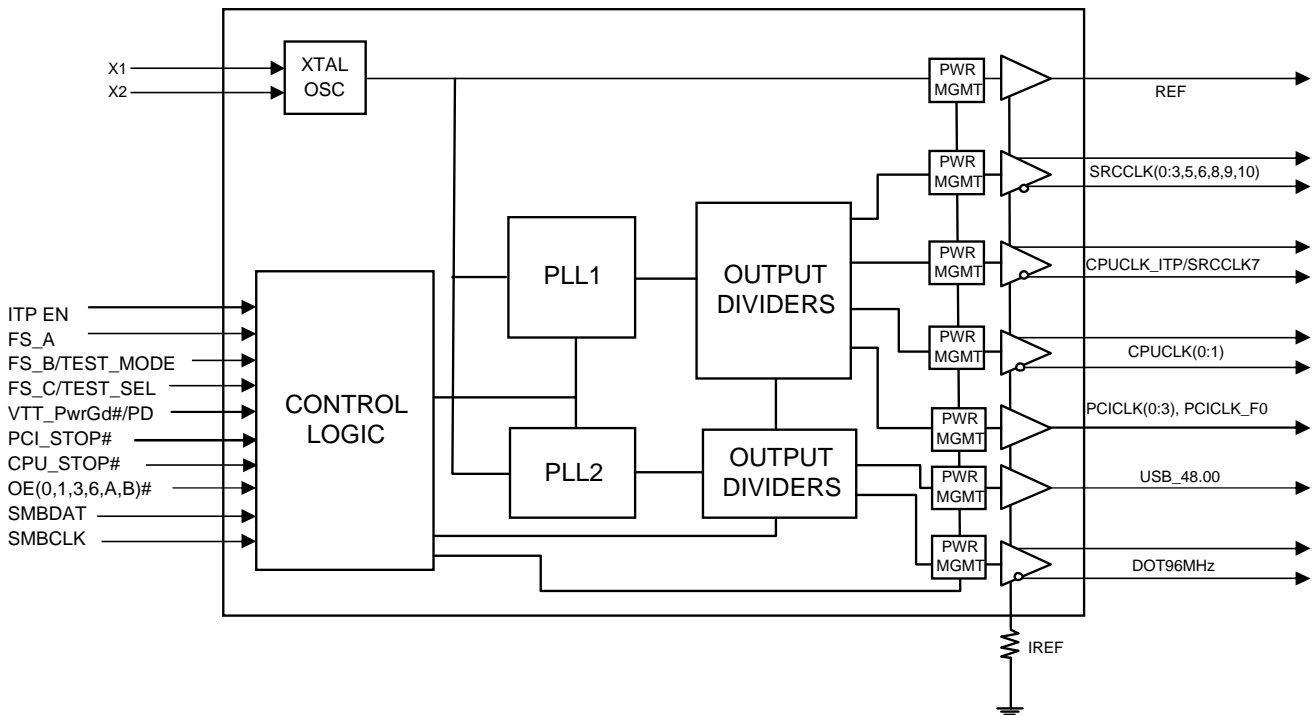 X1
X2
XTAL
OSC
PWR
MGMT
REF
PWR
MGMT
SRCCLK(0:3,5,6,8,9,10)
PLL1
OUTPUT
DIVIDERS
PWR
MGMT
CPUCLK_ITP/SRCCLK7
ITP EN
FS_A
FS_B/TEST_MODE
FS_C/TEST_SEL
VTT_PwrGd#/PD
PCI_STOP#
CPU_STOP#
OE(0,1,3,6,A,B)#
SMBDAT
SMBCLK
CONTROL
LOGIC
PWR
MGMT
CPUCLK(0:1)
PWR
MGMT
PCICLK(0:3), PCICLK_F0
PLL2
OUTPUT
DIVIDERS
PWR
MGMT
USB_48.00
PWR
MGMT
DOT96MHz
IREF